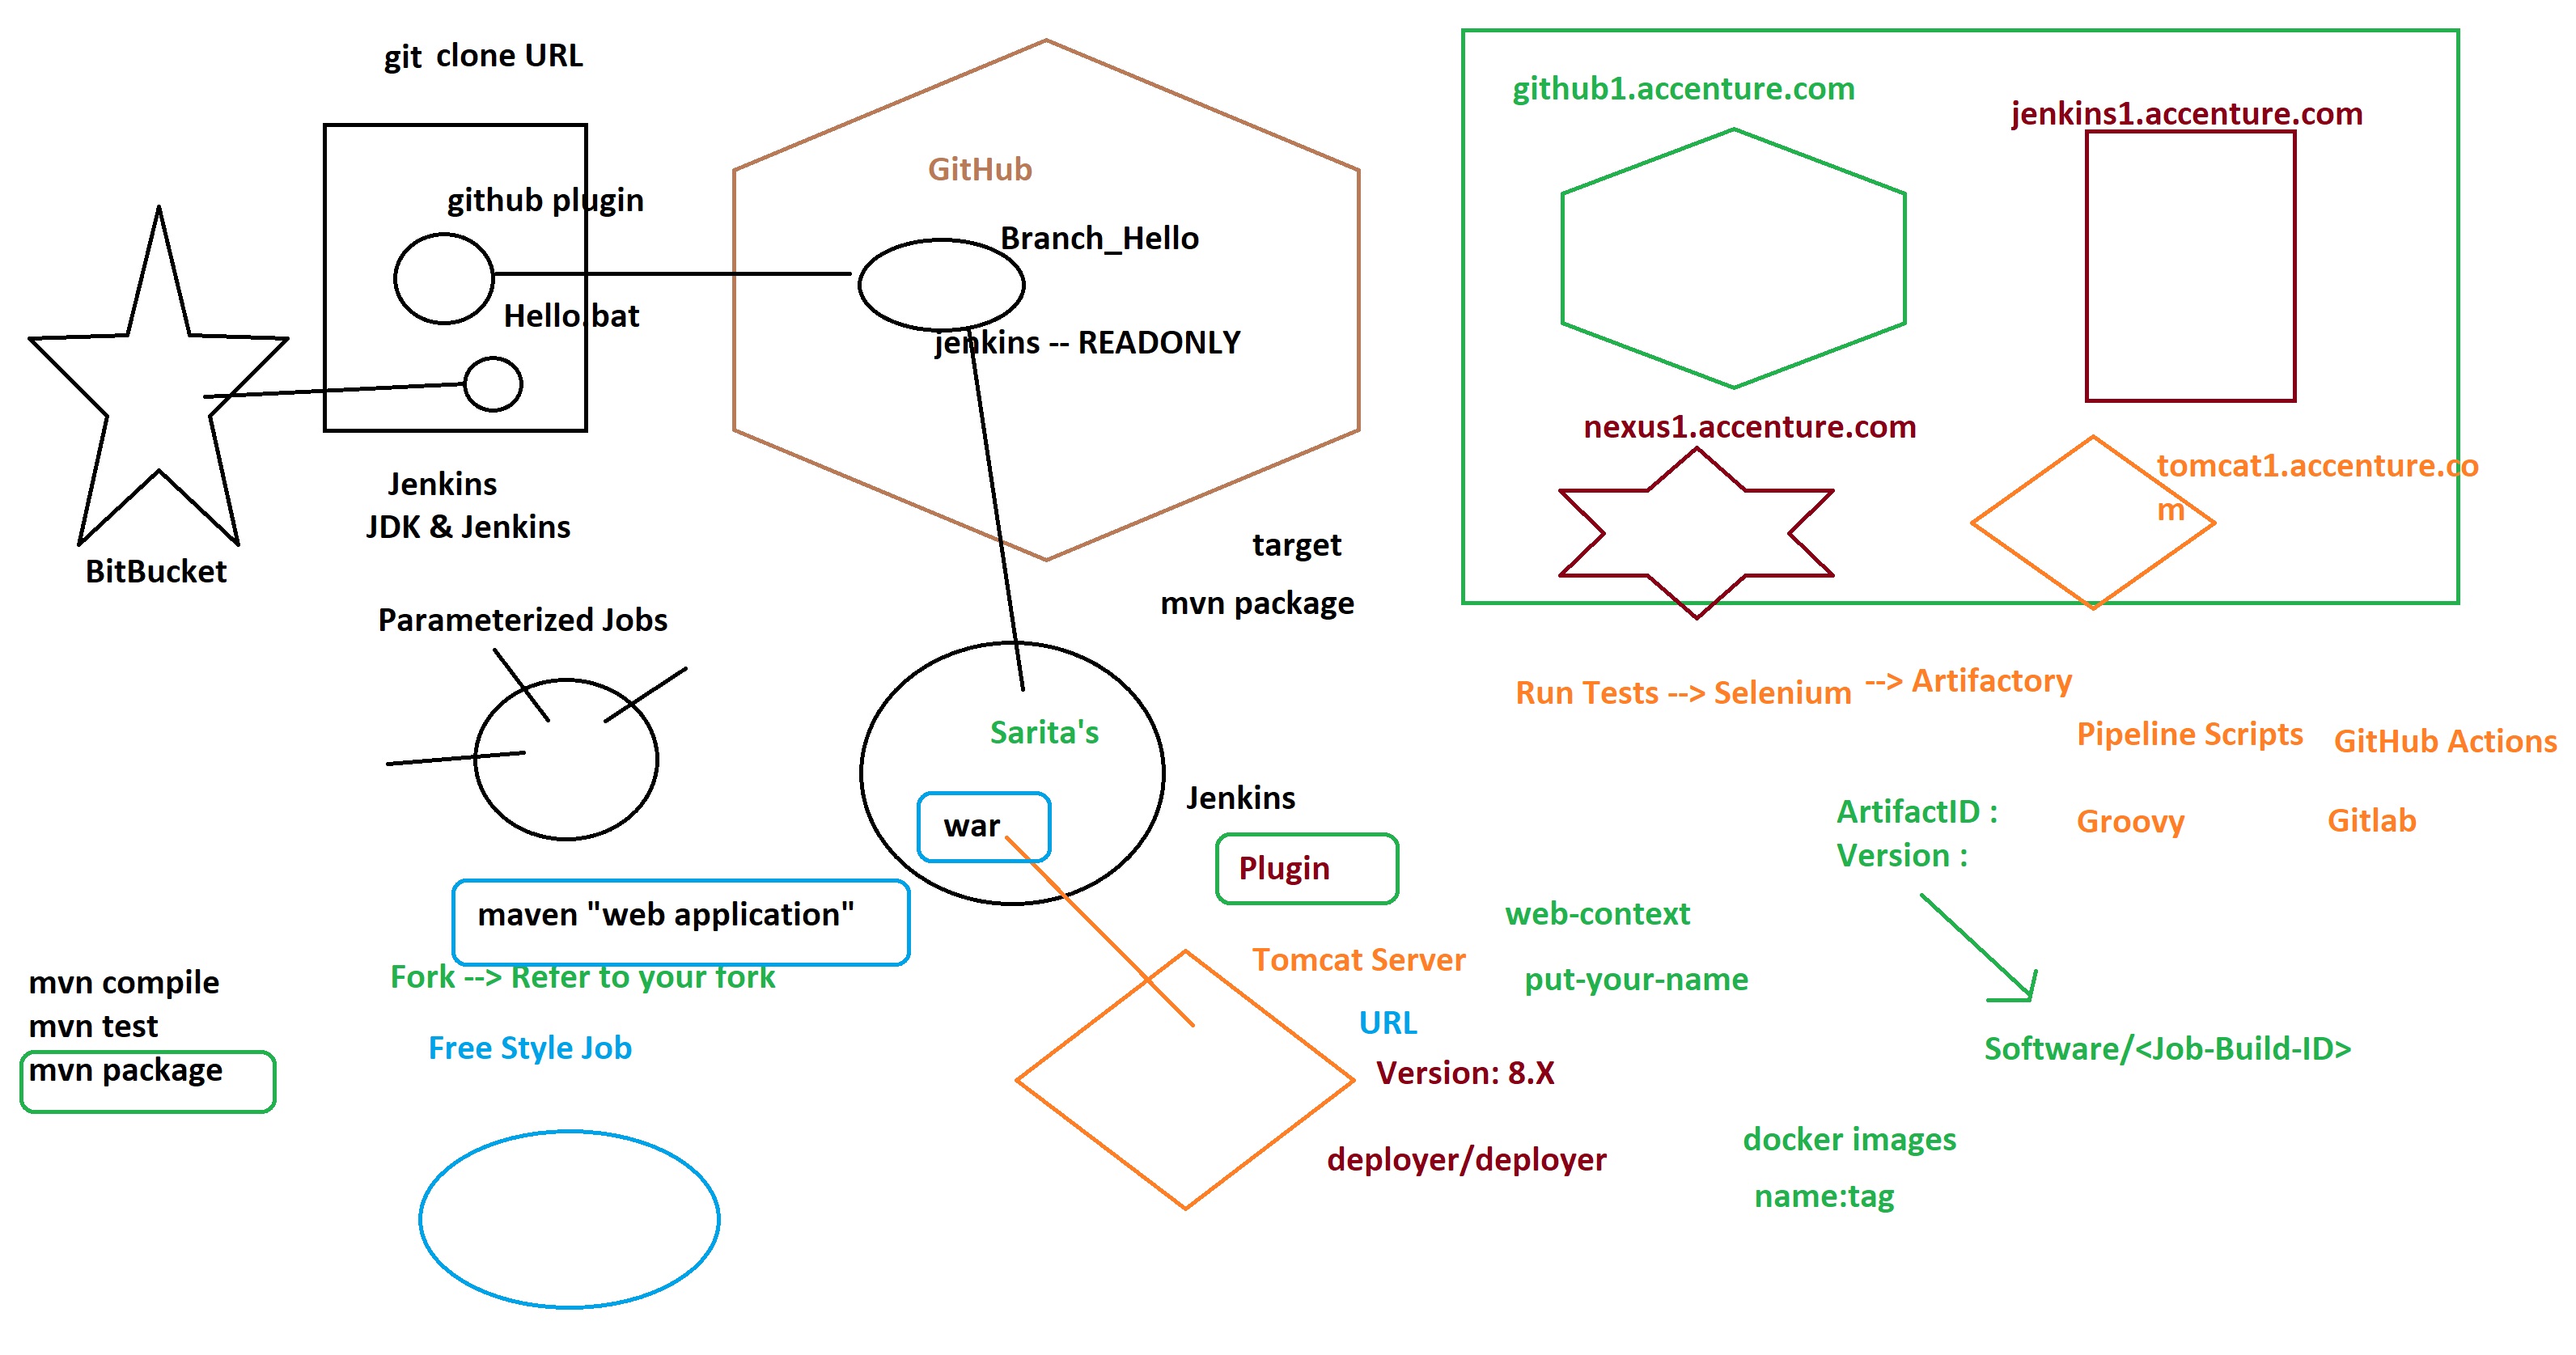 git clone URL
github plugin
Hello.bat
Jenkins
JDK & Jenkins
BitBucket
GitHub
Branch_Hello
jenkins -- READONLY
github1.accenture.com
jenkins1.accenture.com
nexus1.accenture.com
tomcat1.accenture.co
m
target
mvn package
Parameterized Jobs
Sarita's
war
Jenkins
Plugin
Run Tests --> Selenium --> Artifactory
Pipeline Scripts
GitHub Actions
Groovy
Gitlab
ArtifactID :
Version :
maven "web application"
Fork --> Refer to your fork
Free Style Job
mvn compile
mvn test
mvn package
Tomcat Server
URL
Version: 8.X
deployer/deployer
web-context
put-your-name
Software/<Job-Build-ID>
docker images
name:tag